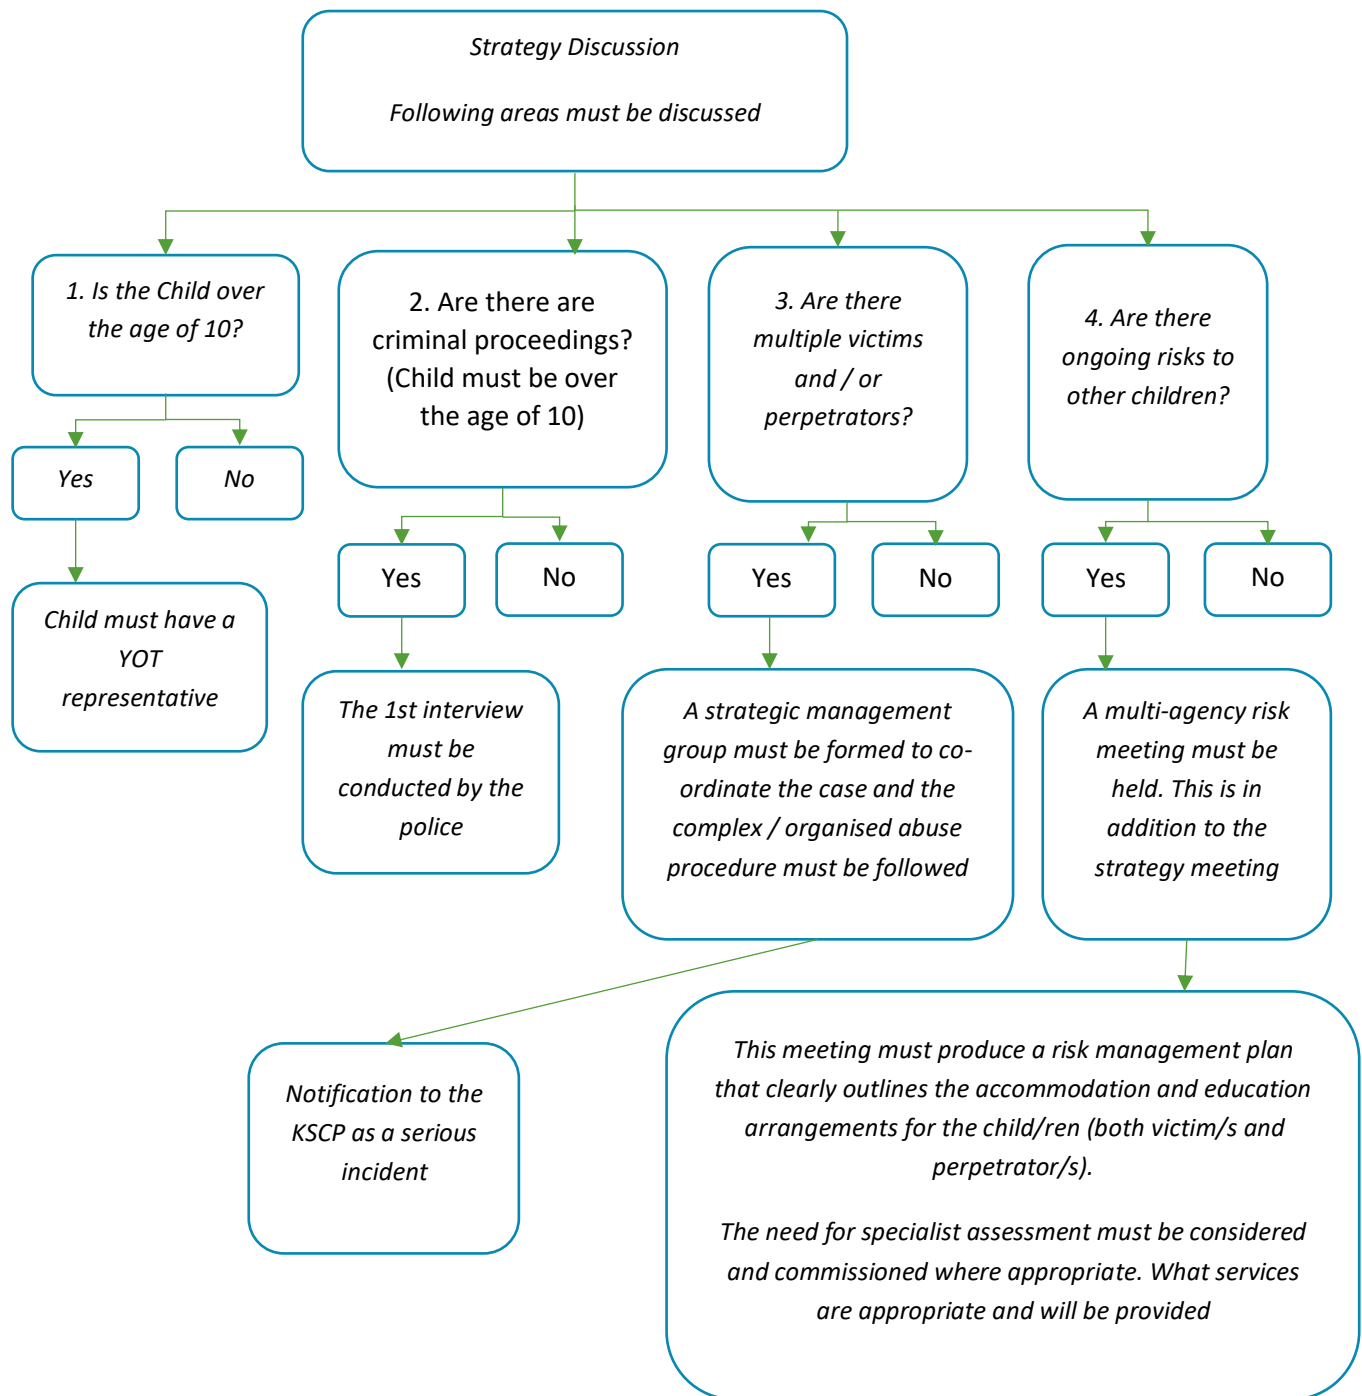 Strategy Discussion
Following areas must be discussed
1. Is the Child over
the age of 10?
Yes
No
Child must have a
YOT
representative
2. Are there are
criminal proceedings?
(Child must be over
the age of 10)
Yes
No
The 1st interview
must be
conducted by the
police
3. Are there
multiple victims
and / or
perpetrators?
Yes
No
A strategic management
group must be formed to co-
ordinate the case and the
complex / organised abuse
procedure must be followed
Notification to the
KSCP as a serious
incident
4. Are there
ongoing risks to
other children?
Yes
No
A multi-agency risk
meeting must be
held. This is in
addition to the
strategy meeting
This meeting must produce a risk management plan
that clearly outlines the accommodation and education
arrangements for the child/ren (both victim/s and
perpetrator/s).
The need for specialist assessment must be considered
and commissioned where appropriate. What services
are appropriate and will be provided